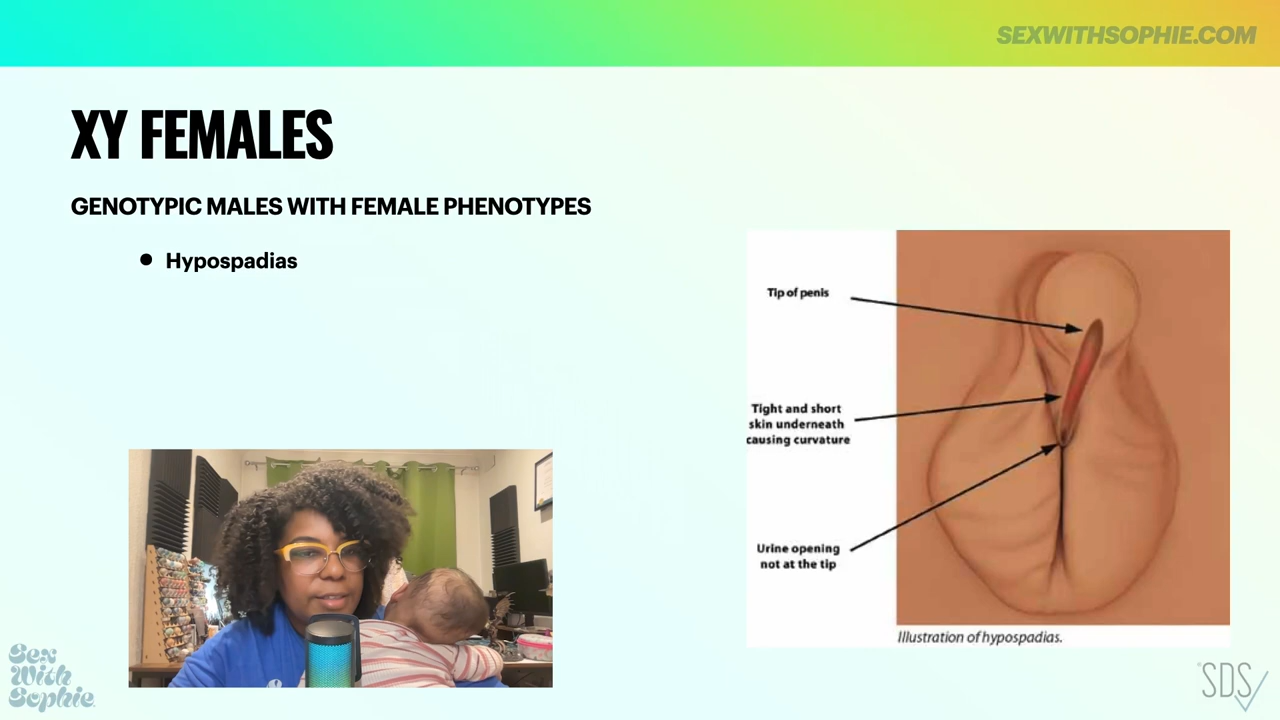 SEXWITHSOPHIE.COM
XY FEMALES
GENOTYPIC MALES WITH FEMALE PHENOTYPES
• Hypospadias
Tip of penis
Tight and short
skin underneath
causing curvature
Urine opening
not at the tip
Illustration of hypospadias.
Sex
With
Sophie
SDS